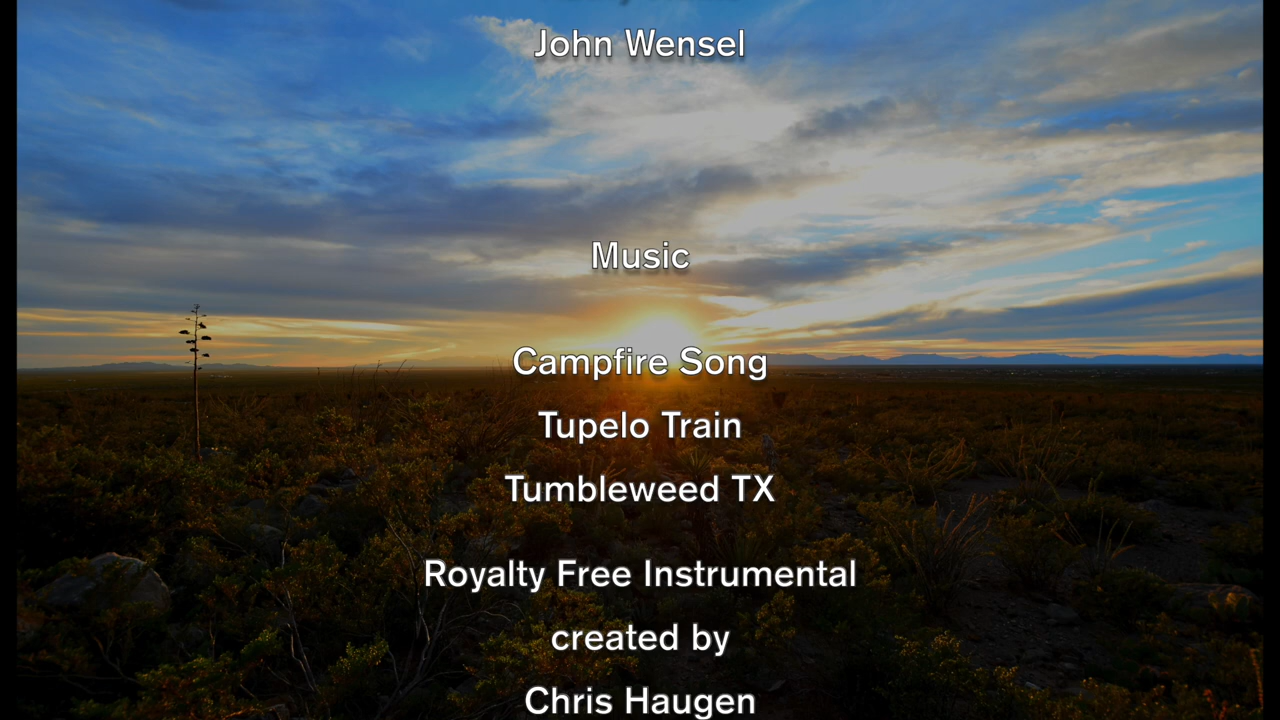 John Wensel
Music
Campfire Song
Tupelo Train
Tumbleweed TX
Royalty Free Instrumental
created by
Chris Haugen